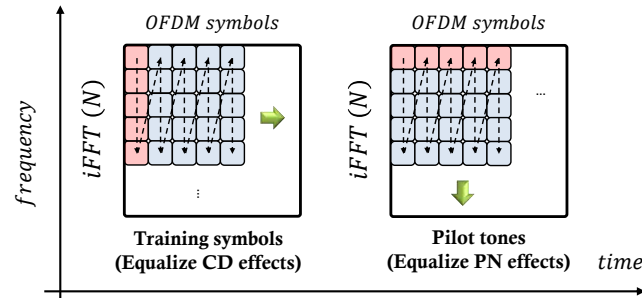 OFDM symbols
OFDM symbols
frequency
iFFT (N)
...
iFFT (N)
...
Training symbols
(Equalize CD effects)
Pilot tones
(Equalize PN effects)
time